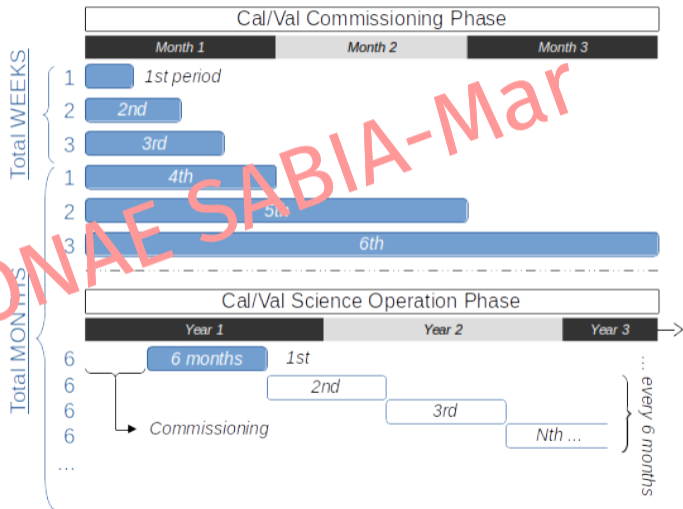 Cal/Val Commissioning Phase
Month 1 Month 2 Month 3
Total WEEKS
1 1st period
2 2nd
3 3rd
1 4th
2 5th
3 6th
ONAE SABIA-Mar
Cal/Val Science Operation Phase
Year 1 Year 2 Year 3
Total MONTHS
6 6 months 1st
6 2nd
6 3rd
6 Nth ...
...
Commissioning
... every 6 months